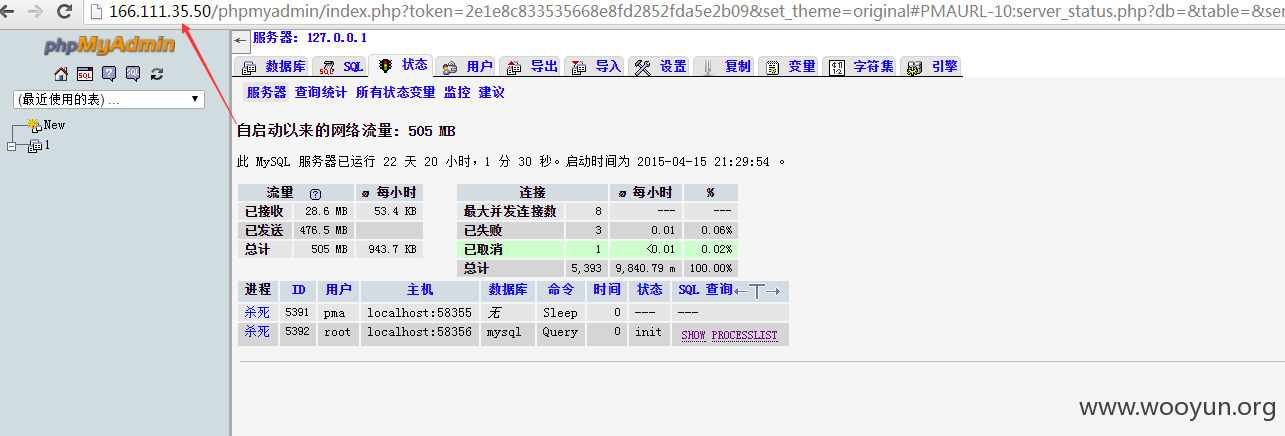 166.111.35.50/phpmyadmin/index.php?token=2e1e8c833535668e8fd2852fda5e2b09&set_theme=original#PMAURL-10:server_status.php?db=&table=&ser
phpMyAdmin
SQL
(最近使用的表) ...
New
1
服务器: 127.0.0.1
数据库 SQL 状态 用户 导出 导入 设置 复制 变量 字符集 引擎
服务器 查询统计 所有状态变量 监控 建议
自启动以来的网络流量: 505 MB
此 MySQL 服务器已运行 22 天 20 小时,1 分 30 秒。启动时间为 2015-04-15 21:29:54 。
流量 ø 每小时
已接收 28.6 MB 53.4 KB
已发送 476.5 MB
总计 505 MB 943.7 KB
连接 ø 每小时 %
最大并发连接数 8 --- ---
已失败 3 0.01 0.06%
已取消 1 <0.01 0.02%
总计 5,393 9,840.79 m 100.00%
进程 ID 用户 主机 数据库 命令 时间 状态 SQL 查询
杀死 5391 pma localhost:58355 无 Sleep 0 --- ---
杀死 5392 root localhost:58356 mysql Query 0 init SHOW PROCESSLIST
www.wooyun.org